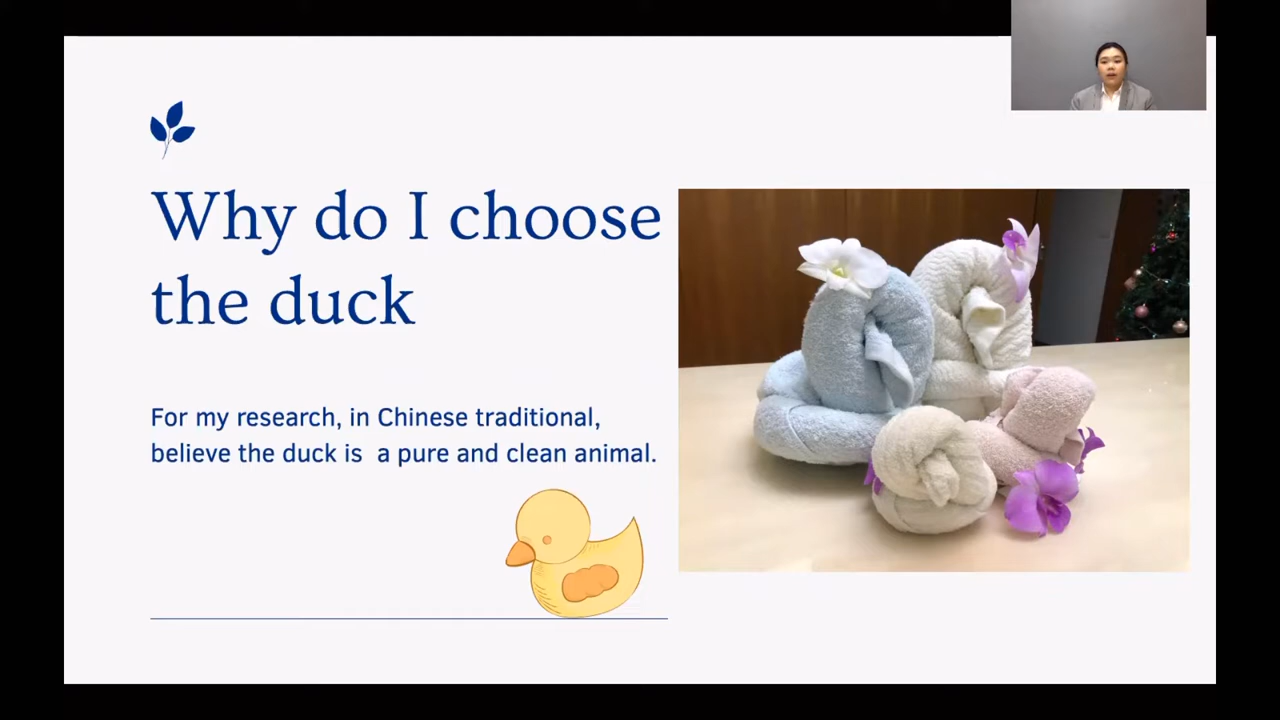 Why do I choose
the duck
For my research, in Chinese traditional,
believe the duck is  a pure and clean animal.